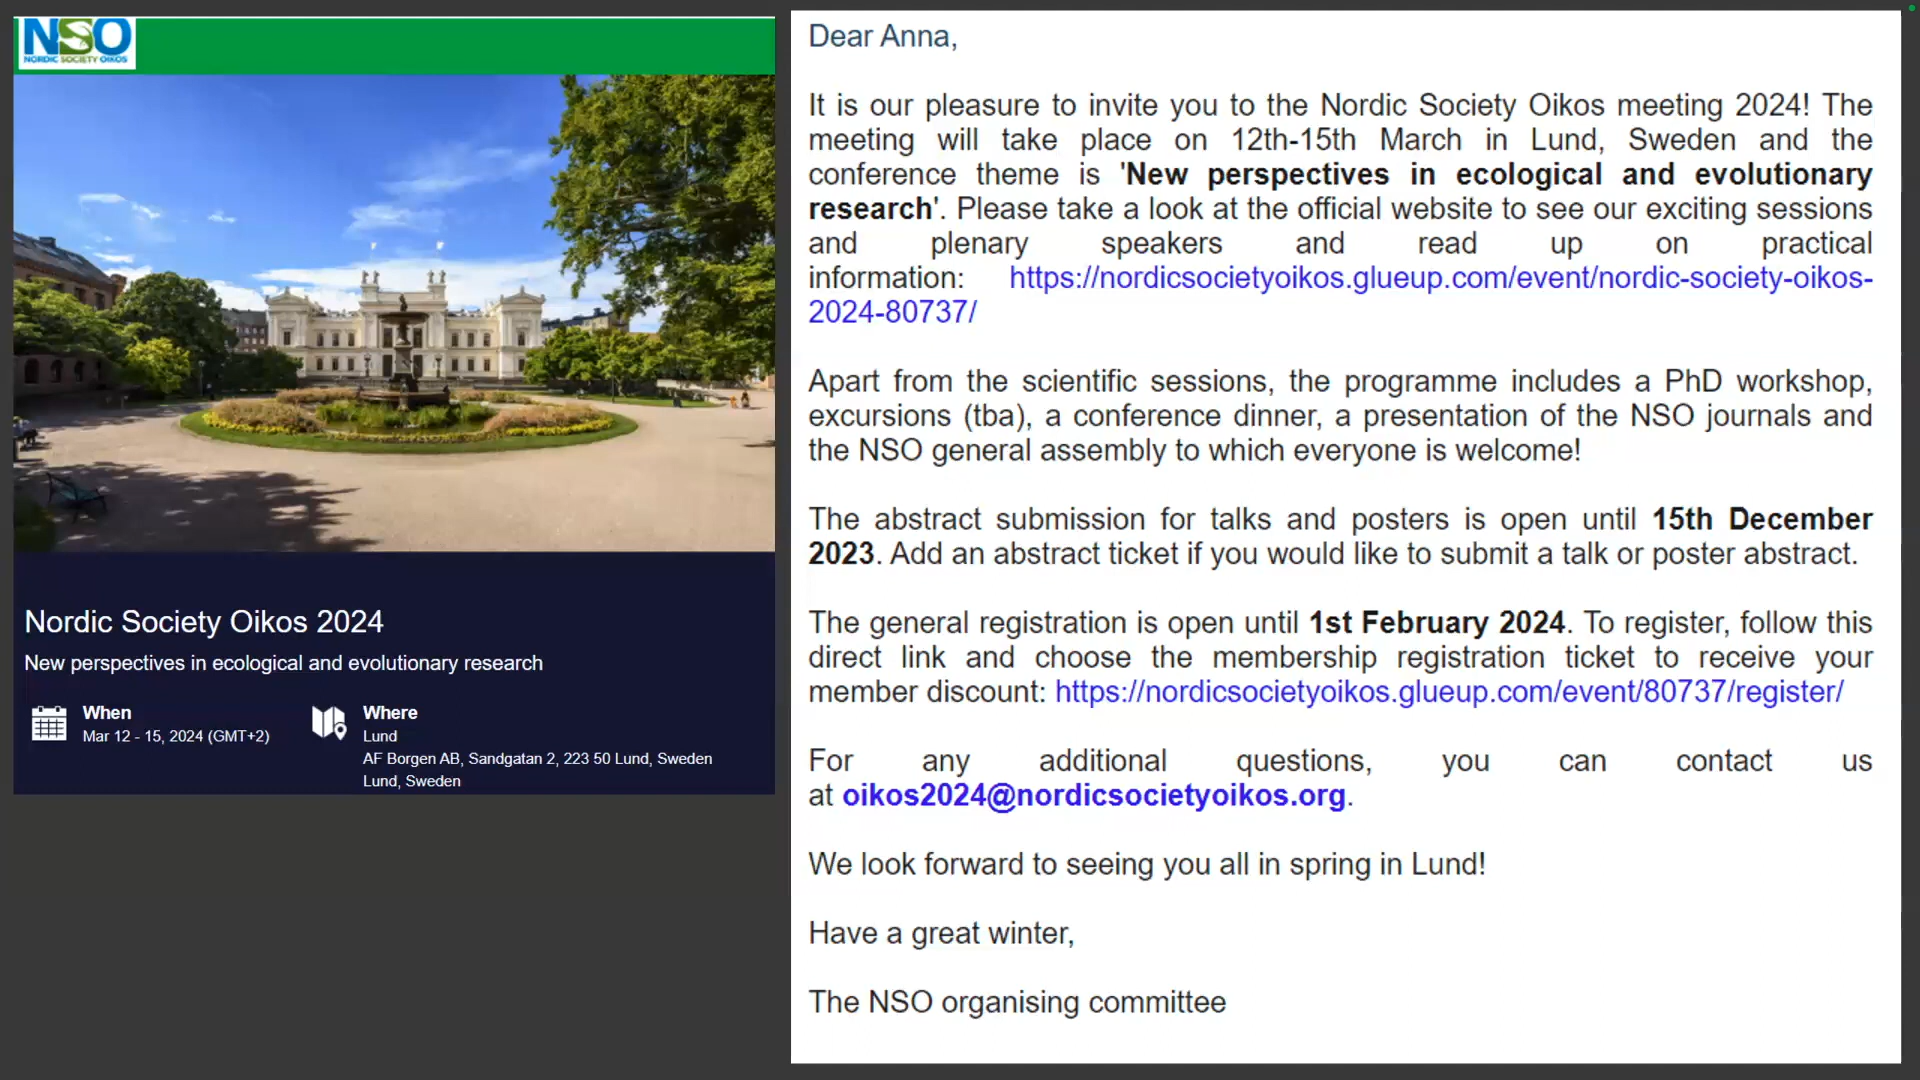 NSO
NORDIC SOCIETY OIKOS
Nordic Society Oikos 2024
New perspectives in ecological and evolutionary research
When
Mar 12 - 15, 2024 (GMT+2)
Where
Lund
AF Borgen AB, Sandgatan 2, 223 50 Lund, Sweden
Lund, Sweden
Dear Anna,
It is our pleasure to invite you to the Nordic Society Oikos meeting 2024! The
meeting will take place on 12th-15th March in Lund, Sweden and the
conference theme is 'New perspectives in ecological and evolutionary
research'. Please take a look at the official website to see our exciting sessions
and plenary speakers and read up on practical
information: https://nordicsocietyoikos.glueup.com/event/nordic-society-oikos-
2024-80737/
Apart from the scientific sessions, the programme includes a PhD workshop,
excursions (tba), a conference dinner, a presentation of the NSO journals and
the NSO general assembly to which everyone is welcome!
The abstract submission for talks and posters is open until 15th December
2023. Add an abstract ticket if you would like to submit a talk or poster abstract.
The general registration is open until 1st February 2024. To register, follow this
direct link and choose the membership registration ticket to receive your
member discount: https://nordicsocietyoikos.glueup.com/event/80737/register/
For any additional questions, you can contact us
at oikos2024@nordicsocietyoikos.org.
We look forward to seeing you all in spring in Lund!
Have a great winter,
The NSO organising committee